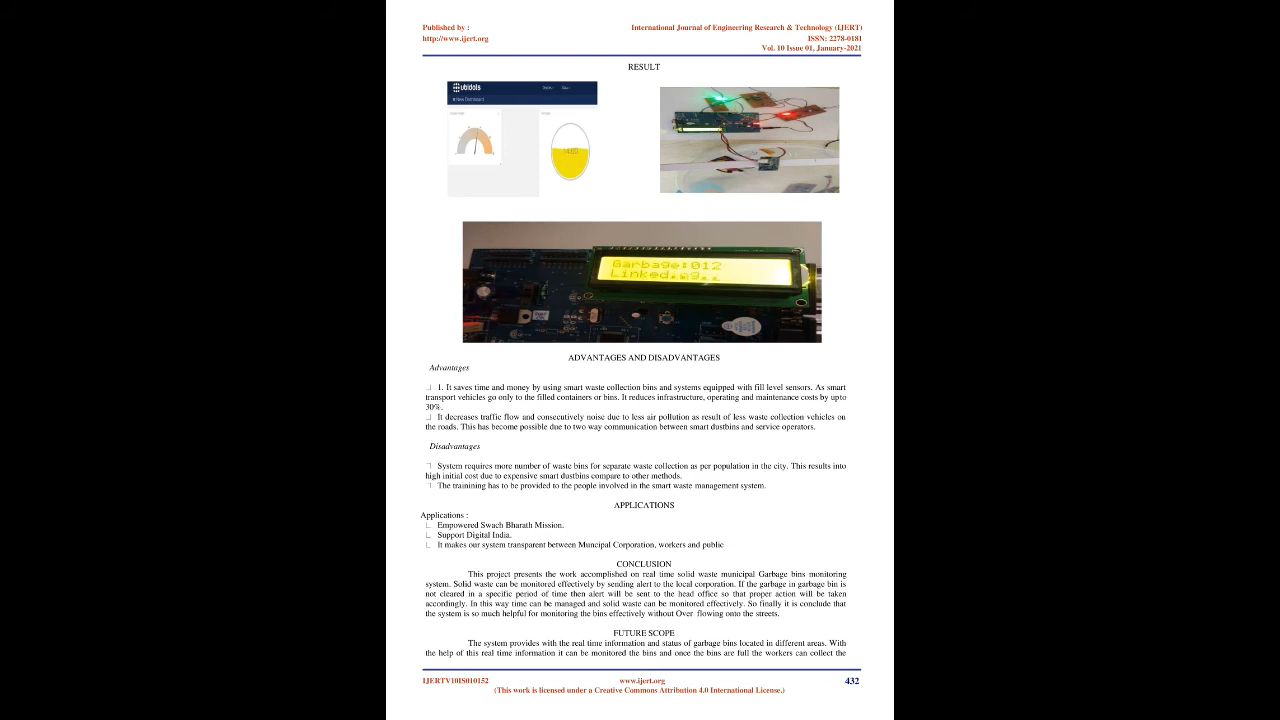 Published by :
http://www.ijert.org
International Journal of Engineering Research & Technology (IJERT)
ISSN: 2278-0181
Vol. 10 Issue 01, January-2021
RESULT
ubidots
New Dashboard
Garbage:012
Linked
ADVANTAGES AND DISADVANTAGES
Advantages
1. It saves time and money by using smart waste collection bins and systems equipped with fill level sensors. As smart
transport vehicles go only to the filled containers or bins. It reduces infrastructure, operating and maintenance costs by upto
30%.
It decreases traffic flow and consecutively noise due to less air pollution as result of less waste collection vehicles on
the roads. This has become possible due to two way communication between smart dustbins and service operators.
Disadvantages
System requires more number of waste bins for separate waste collection as per population in the city. This results into
high initial cost due to expensive smart dustbins compare to other methods.
The trainining has to be provided to the people involved in the smart waste management system.
APPLICATIONS
Applications :
Empowered Swach Bharath Mission.
Support Digital India.
It makes our system transparent between Muncipal Corporation, workers and public
CONCLUSION
This project presents the work accomplished on real time solid waste municipal Garbage bins monitoring
system. Solid waste can be monitored effectively by sending alert to the local corporation. If the garbage in garbage bin is
not cleared in a specific period of time then alert will be sent to the head office so that proper action will be taken
accordingly. In this way time can be managed and solid waste can be monitored effectively. So finally it is conclude that
the system is so much helpful for monitoring the bins effectively without Over flowing onto the streets.
FUTURE SCOPE
The system provides with the real time information and status of garbage bins located in different areas. With
the help of this real time information it can be monitored the bins and once the bins are full the workers can collect the
IJERTV10IS010152
www.ijert.org
432
(This work is licensed under a Creative Commons Attribution 4.0 International License.)